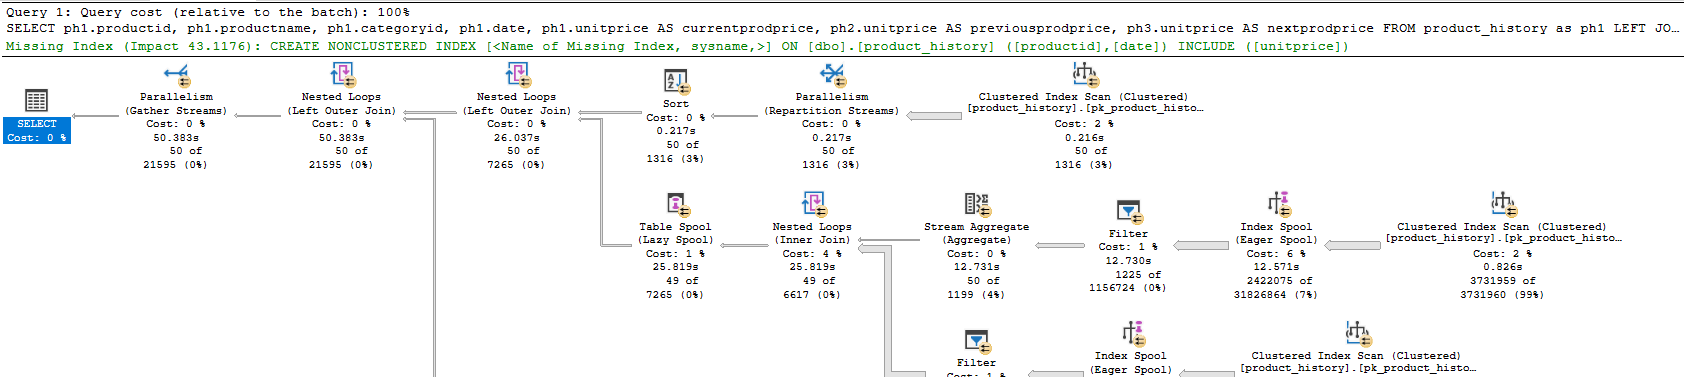 Query 1: Query cost (relative to the batch): 100%
SELECT ph1.productid, ph1.productname, ph1.categoryid, ph1.date, ph1.unitprice AS currentprodprice, ph2.unitprice AS previousprodprice, ph3.unitprice AS nextprodprice FROM product_history as ph1 LEFT JO…
Missing Index (Impact 43.1176): CREATE NONCLUSTERED INDEX [<Name of Missing Index, sysname,>] ON [dbo].[product_history] ([productid],[date]) INCLUDE ([unitprice])
SELECT
Cost: 0 %
Parallelism
(Gather Streams)
Cost: 0 %
50.383s
50 of
21595 (0%)
Nested Loops
(Left Outer Join)
Cost: 0 %
50.383s
50 of
21595 (0%)
Nested Loops
(Left Outer Join)
Cost: 0 %
26.037s
50 of
7265 (0%)
Sort
Cost: 0 %
0.217s
50 of
1316 (3%)
Parallelism
(Repartition Streams)
Cost: 0 %
0.217s
50 of
1316 (3%)
Clustered Index Scan (Clustered)
[product_history].[pk_product_histo…
Cost: 2 %
0.216s
50 of
1316 (3%)
Table Spool
(Lazy Spool)
Cost: 1 %
25.819s
49 of
7265 (0%)
Nested Loops
(Inner Join)
Cost: 4 %
25.819s
49 of
6617 (0%)
Stream Aggregate
(Aggregate)
Cost: 0 %
12.731s
50 of
1199 (4%)
Filter
Cost: 1 %
12.730s
1225 of
1156724 (0%)
Index Spool
(Eager Spool)
Cost: 6 %
12.571s
2422075 of
31826864 (7%)
Clustered Index Scan (Clustered)
[product_history].[pk_product_histo…
Cost: 2 %
0.826s
3731959 of
3731960 (99%)
Filter
Cost: 1 %
Index Spool
(Eager Spool)
Clustered Index Scan (Clustered)
[product_history].[pk_product_histo…